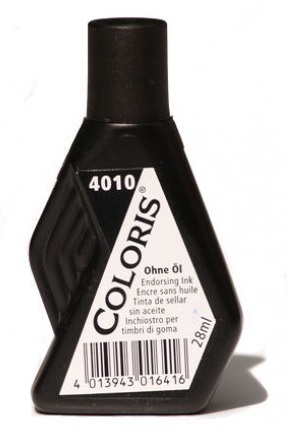 4010
COLORIS®
Ohne Öl
Endorsing Ink
Encre sans huile
Tinta de sellar
sin aceite
Inchiostro per
timbri di goma
28ml
4 013943 016416